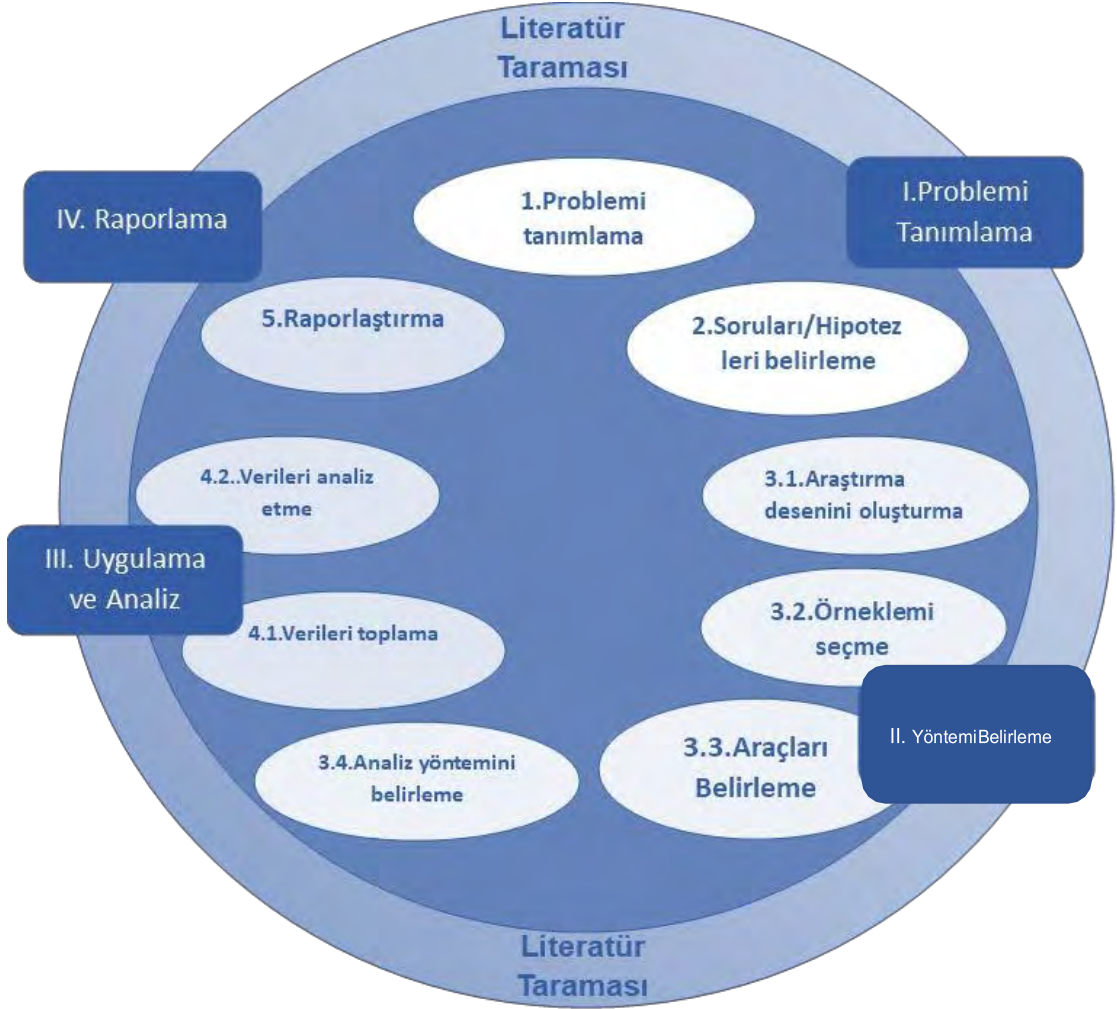 Literatür
Taraması
I.Problemi
Tanımlama
IV. Raporlama
1.Problemi
tanımlama
2.Soruları/Hipotez
leri belirleme
5.Raporlaştırma
3.1.Araştırma
desenini oluşturma
4.2..Verileri analiz
etme
III. Uygulama
ve Analiz
3.2.Örneklemi
seçme
4.1.Verileri toplama
II. YöntemiBelirleme
3.3.Araçları
Belirleme
3.4.Analiz yöntemini
belirleme
Literatür
Taraması